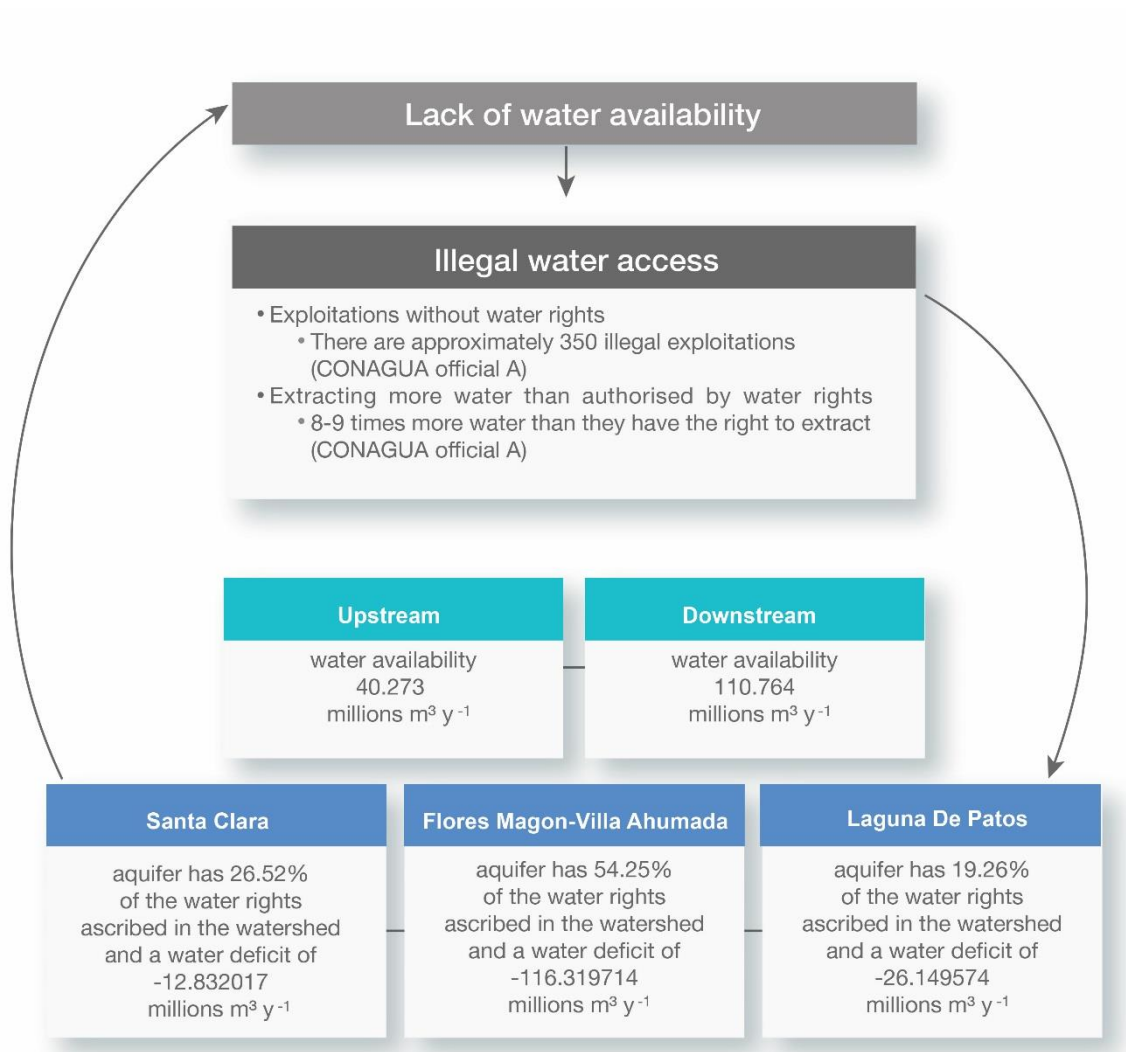 Lack of water availability
Illegal water access
• Exploitations without water rights
• There are approximately 350 illegal exploitations
(CONAGUA official A)
• Extracting more water than authorised by water rights
• 8-9 times more water than they have the right to extract
(CONAGUA official A)
Upstream
water availability
40.273
millions m³ y⁻¹
Downstream
water availability
110.764
millions m³ y⁻¹
Santa Clara
aquifer has 26.52%
of the water rights
ascribed in the watershed
and a water deficit of
-12.832017
millions m³ y⁻¹
Flores Magon-Villa Ahumada
aquifer has 54.25%
of the water rights
ascribed in the watershed
and a water deficit of
-116.319714
millions m³ y⁻¹
Laguna De Patos
aquifer has 19.26%
of the water rights
ascribed in the watershed
and a water deficit of
-26.149574
millions m³ y⁻¹